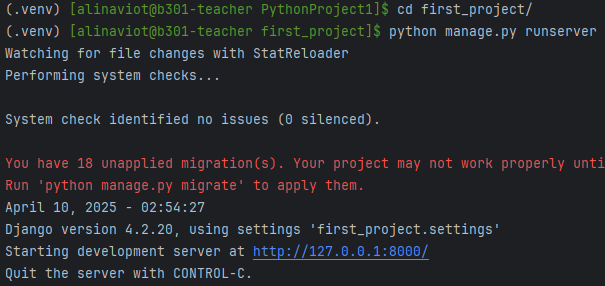 (.venv) [alinaviot@b301-teacher PythonProject1]$ cd first_project/
(.venv) [alinaviot@b301-teacher first_project]$ python manage.py runserver
Watching for file changes with StatReloader
Performing system checks...
System check identified no issues (0 silenced).
You have 18 unapplied migration(s). Your project may not work properly unti
Run 'python manage.py migrate' to apply them.
April 10, 2025 - 02:54:27
Django version 4.2.20, using settings 'first_project.settings'
Starting development server at http://127.0.0.1:8000/
Quit the server with CONTROL-C.